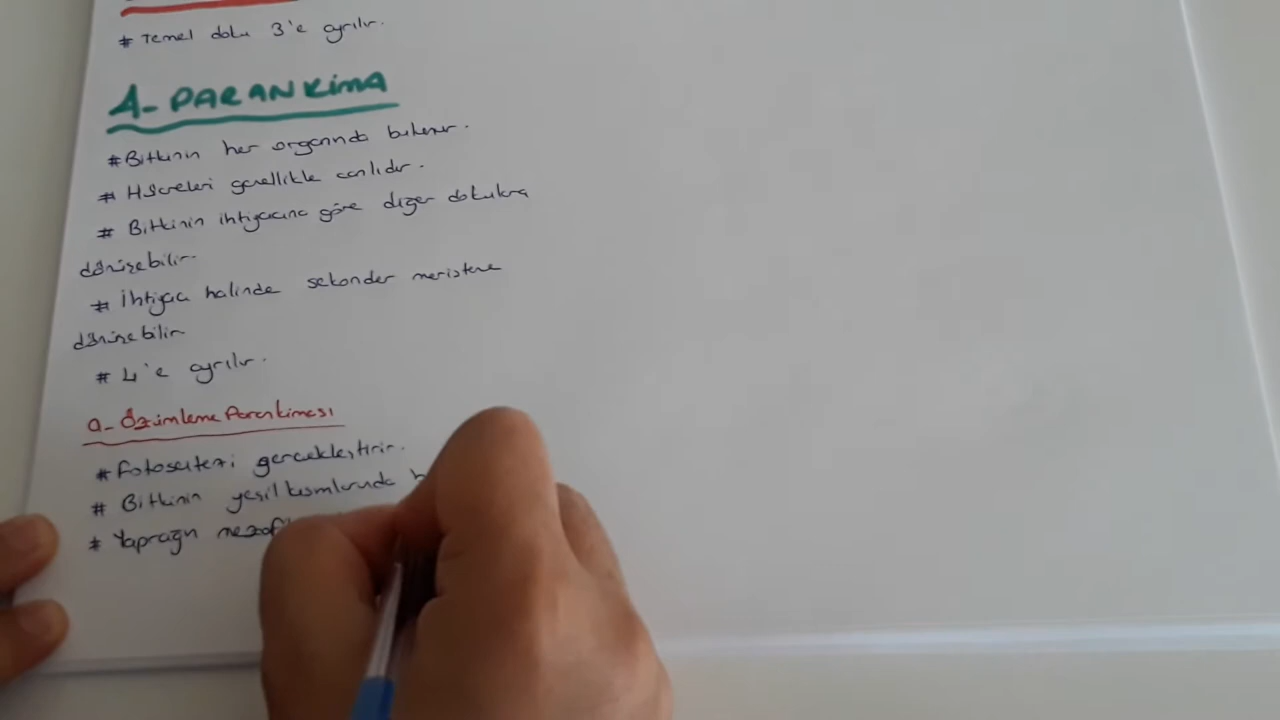 # Temel doku 3'e ayrılır.
A- PARANKİMA
# Bitkinin her organında bulunur.
# Hücreleri genellikle canlıdır.
# Bitkinin ihtiyacına göre diğer dokulara
dönüşebilir.
# İhtiyaç halinde sekonder meristeme
dönüşebilir
# 4'e ayrılır.
a- Özümleme Parankiması
# Fotosentezi gerçekleştirir.
# Bitkinin yeşil kısımlarında
# Yaprağın